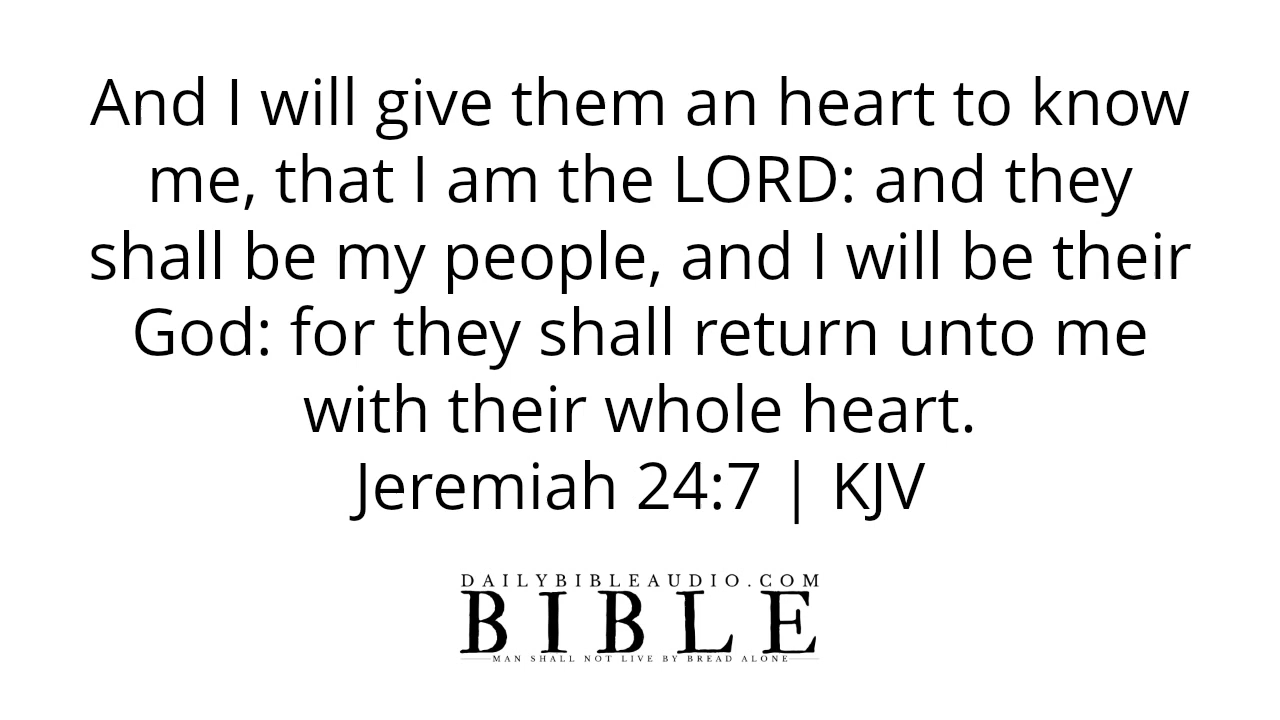 And I will give them an heart to know
me, that I am the LORD: and they
shall be my people, and I will be their
God: for they shall return unto me
with their whole heart.
Jeremiah 24:7 | KJV
DAILYBIBLEAUDIO.COM
BIBLE
MAN SHALL NOT LIVE BY BREAD ALONE